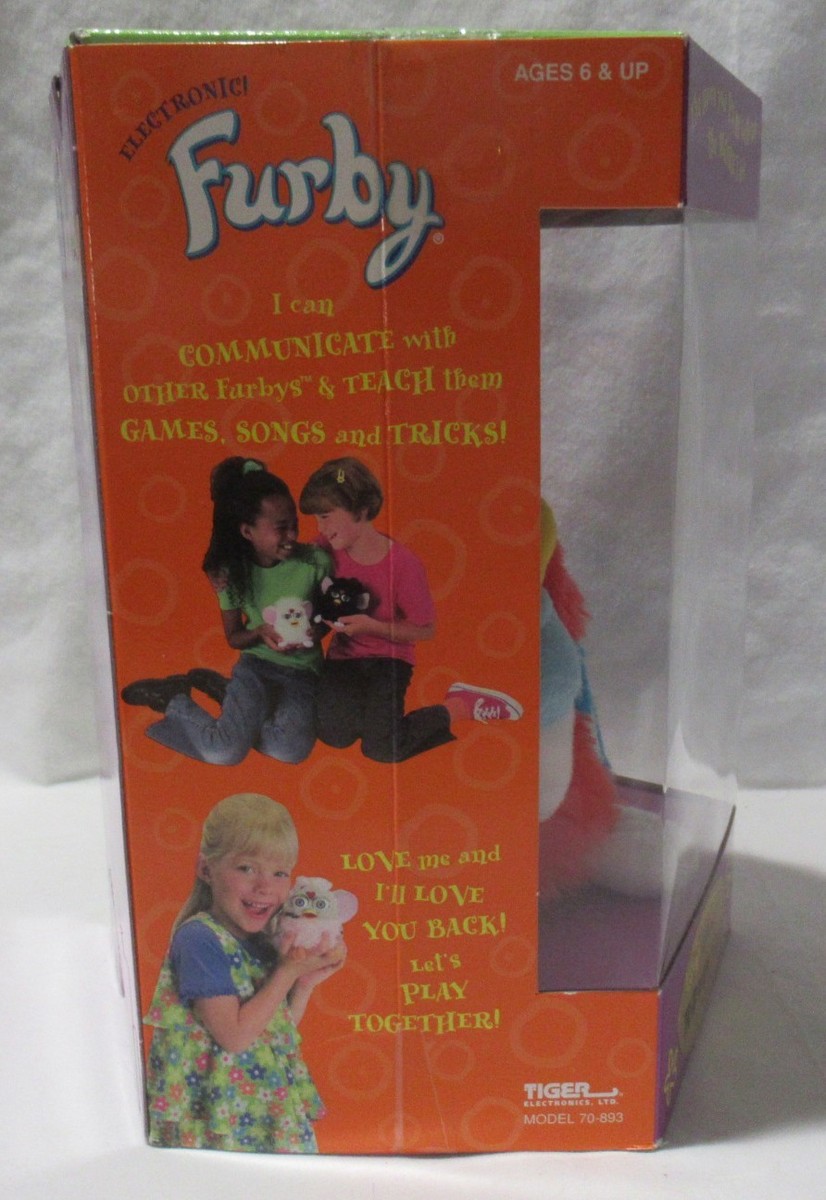 ELECTRONIC!
AGES 6 & UP
Furby®
I can
COMMUNICATE with
OTHER Furbys™ & TEACH them
GAMES, SONGS and TRICKS!
LOVE me and
I'll LOVE
YOU BACK!
Let's
PLAY
TOGETHER!
TIGER
ELECTRONICS, LTD.
MODEL 70-893